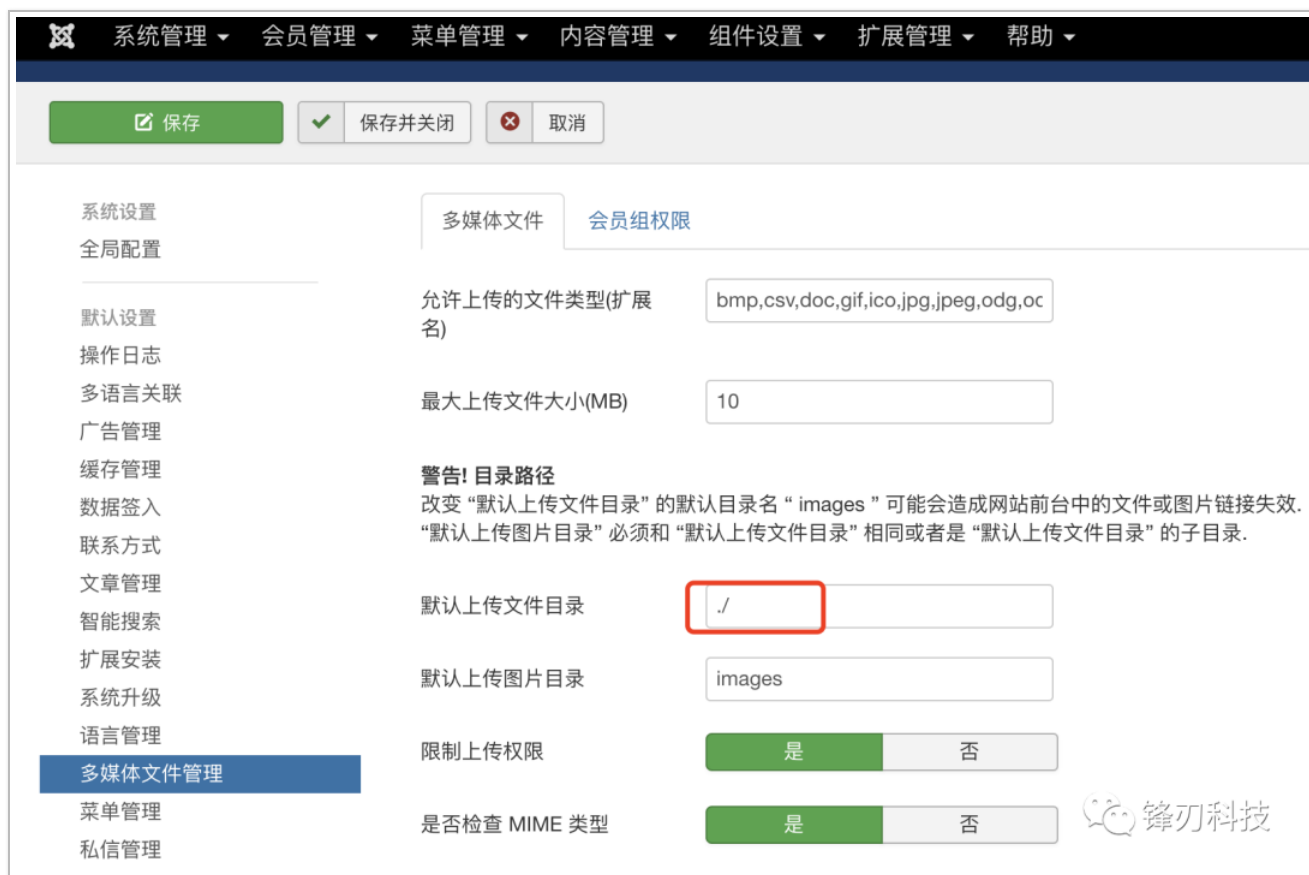 系统管理 会员管理 菜单管理 内容管理 组件设置 扩展管理 帮助
保存 保存并关闭 取消
系统设置
全局配置
默认设置
操作日志
多语言关联
广告管理
缓存管理
数据签入
联系方式
文章管理
智能搜索
扩展安装
系统升级
语言管理
多媒体文件管理
菜单管理
私信管理
多媒体文件 会员组权限
允许上传的文件类型(扩展
名)
bmp,csv,doc,gif,ico,jpg,jpeg,odg,oc
最大上传文件大小(MB) 10
警告! 目录路径
改变 “默认上传文件目录” 的默认目录名 “ images ” 可能会造成网站前台中的文件或图片链接失效.
“默认上传图片目录” 必须和 “默认上传文件目录” 相同或者是 “默认上传文件目录” 的子目录.
默认上传文件目录 ./
默认上传图片目录 images
限制上传权限 是 否
是否检查 MIME 类型 是 否
锋刃科技